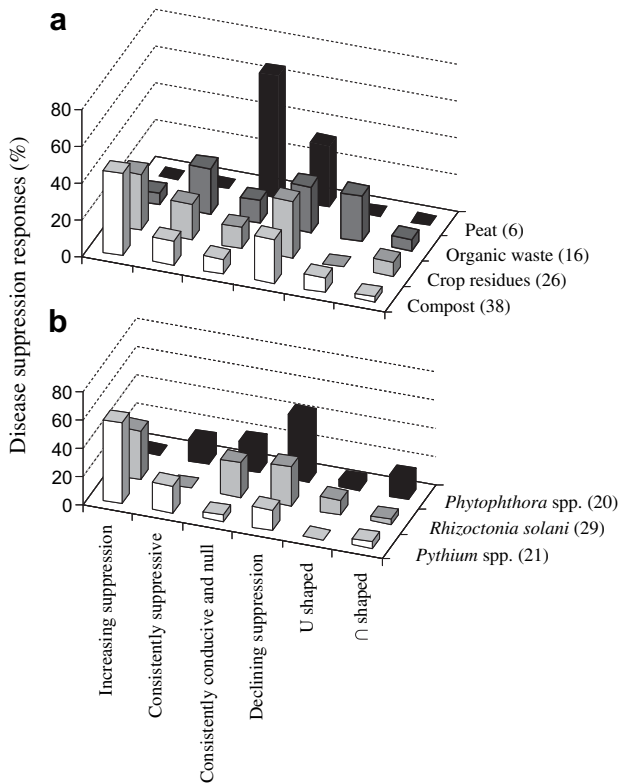 a
80
60
40
20
0
Peat (6)
Organic waste (16)
Crop residues (26)
Compost (38)
Disease suppression responses (%)
b
80
60
40
20
0
Phytophthora spp. (20)
Rhizoctonia solani (29)
Pythium spp. (21)
Increasing suppression
Consistently suppressive
Consistently conducive and null
Declining suppression
U shaped
∩ shaped